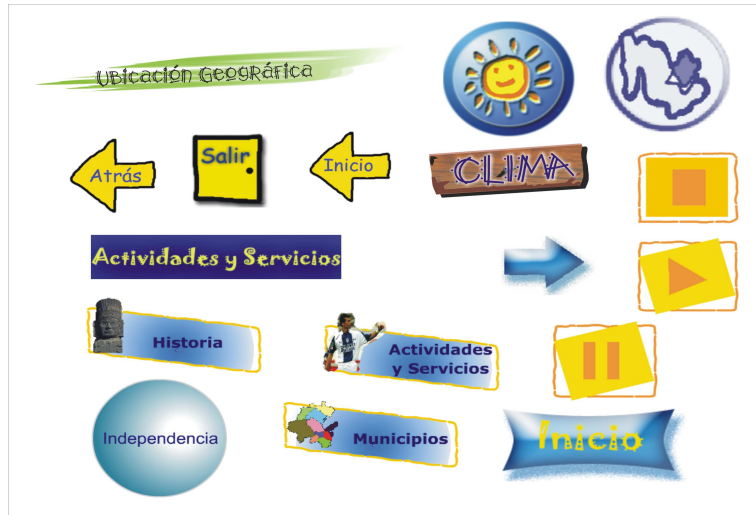 Ubicación Geográfica
Atrás
Salir
Inicio
CLIMA
Actividades y Servicios
Historia
Actividades
y Servicios
Independencia
Municipios
Inicio